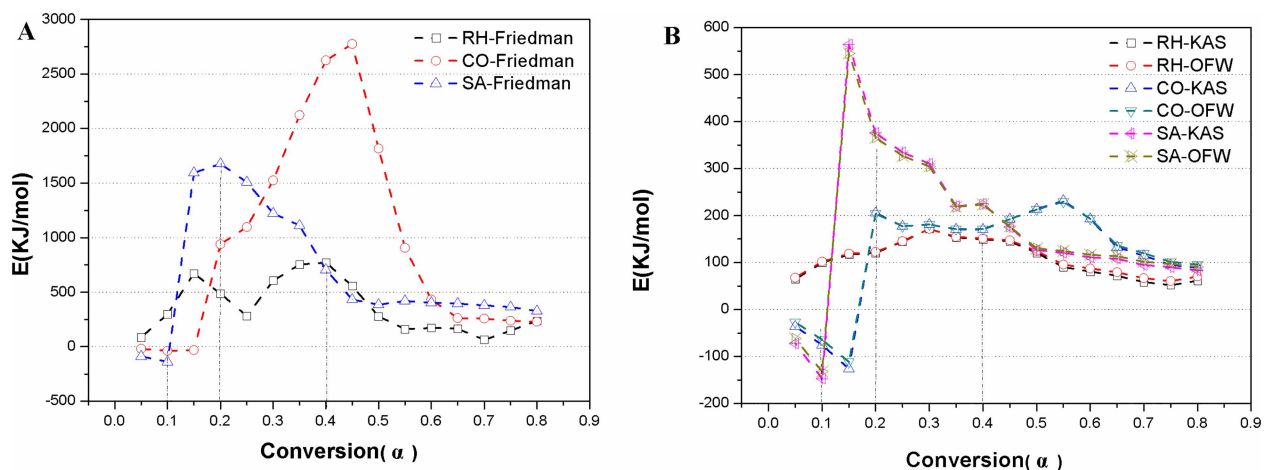 A
3000
2500
2000
1500
1000
500
0
-500
E(KJ/mol)
RH-Friedman
CO-Friedman
SA-Friedman
0.0 0.1 0.2 0.3 0.4 0.5 0.6 0.7 0.8 0.9
Conversion( α )
B
600
500
400
300
200
100
0
-100
-200
E(KJ/mol)
RH-KAS
RH-OFW
CO-KAS
CO-OFW
SA-KAS
SA-OFW
0.0 0.1 0.2 0.3 0.4 0.5 0.6 0.7 0.8 0.9
Conversion( α )